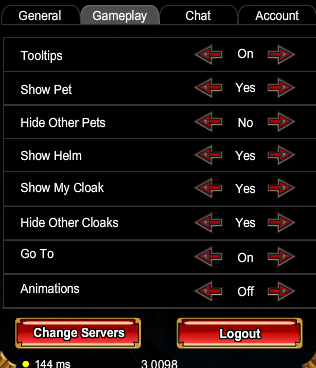 General Gameplay Chat Account
Tooltips On
Show Pet Yes
Hide Other Pets No
Show Helm Yes
Show My Cloak Yes
Hide Other Cloaks Yes
Go To On
Animations Off
Change Servers Logout
144 ms 3.0098